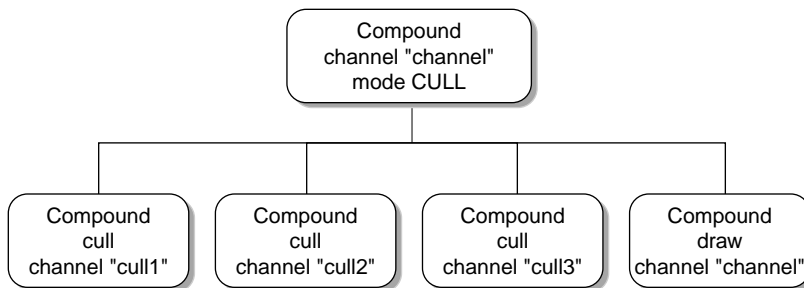 Compound
channel "channel"
mode CULL
Compound
cull
channel "cull1"
Compound
cull
channel "cull2"
Compound
cull
channel "cull3"
Compound
draw
channel "channel"